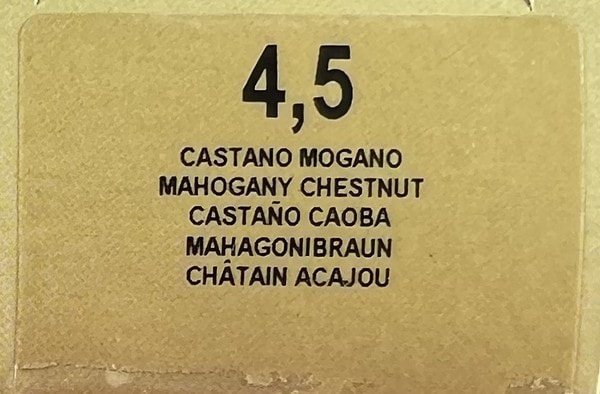 4,5
CASTANO MOGANO
MAHOGANY CHESTNUT
CASTAÑO CAOBA
MAHAGONIBRAUN
CHÂTAIN ACAJOU